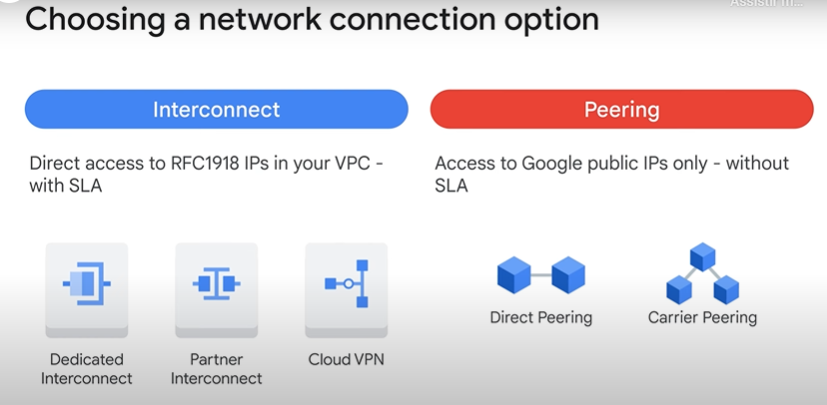 Choosing a network connection option
Interconnect
Direct access to RFC1918 IPs in your VPC -
with SLA
Dedicated
Interconnect
Partner
Interconnect
Cloud VPN
Peering
Access to Google public IPs only - without
SLA
Direct Peering
Carrier Peering